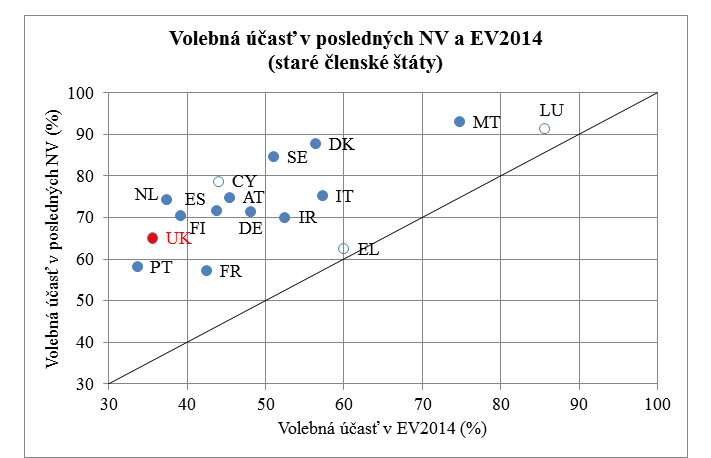 Volebná účasť v posledných NV a EV2014
(staré členské štáty)
Volebná účasť v posledných NV (%)
100
90
80
70
60
50
40
30
LU
MT
DK
SE
CY
NL
ES
AT
IT
FI
DE
IR
UK
EL
PT
FR
30
40
50
60
70
80
90
100
Volebná účasť v EV2014 (%)